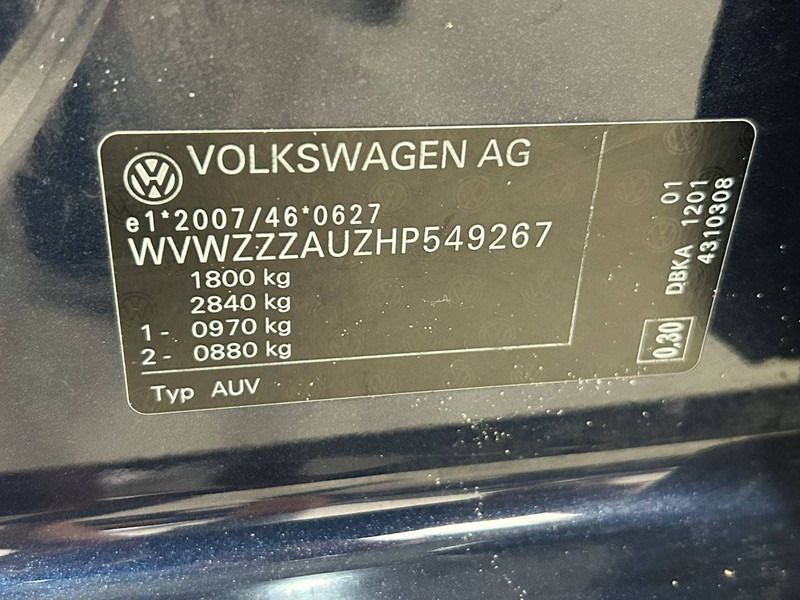 VOLKSWAGEN AG
e1*2007/46*0627
WVWZZZAUZHP549267
1800 kg
2840 kg
1- 0970 kg
2- 0880 kg
Typ AUV
01
DBKA 1201
4310308
0.30